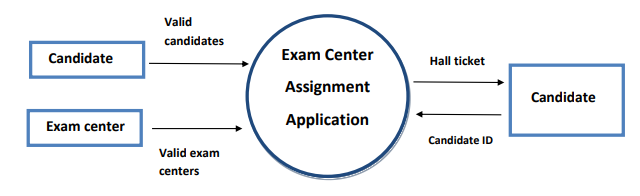 Valid
candidates
Candidate
Exam center
Valid exam
centers
Exam Center
Assignment
Application
Hall ticket
Candidate ID
Candidate